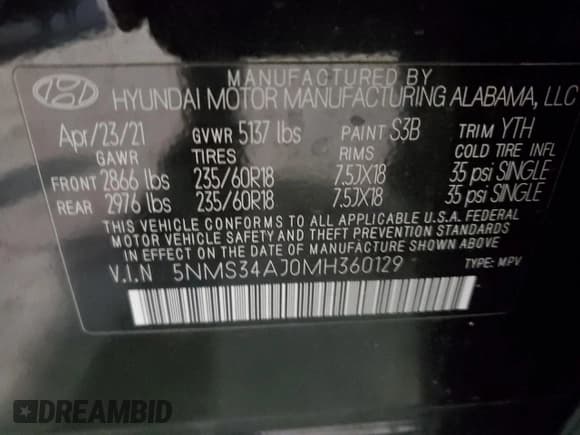 MANUFACTURED BY
HYUNDAI MOTOR MANUFACTURING ALABAMA, LLC
Apr/23/21 GVWR 5137 lbs PAINT S3B TRIM YTH
GAWR TIRES RIMS COLD TIRE INFL
FRONT 2866 lbs 235/60R18 7.5JX18 35 psi SINGLE
REAR 2976 lbs 235/60R18 7.5JX18 35 psi SINGLE
THIS VEHICLE CONFORMS TO ALL APPLICABLE U.S.A. FEDERAL
MOTOR VEHICLE SAFETY AND THEFT PREVENTION STANDARDS
IN EFFECT ON THE DATE OF MANUFACTURE SHOWN ABOVE.
V.I.N 5NMS34AJ0MH360129 TYPE: MPV
DREAMBID